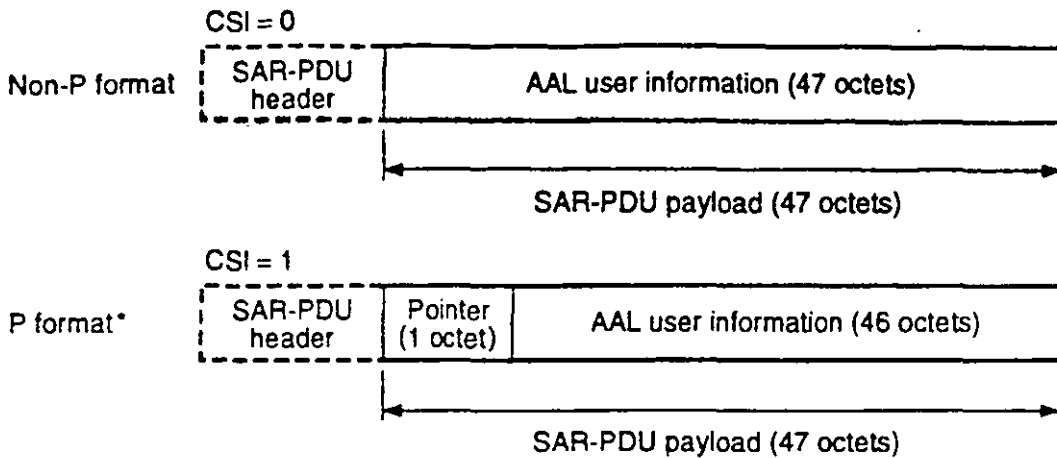 CSI = 0
Non-P format
SAR-PDU
header
AAL user information (47 octets)
SAR-PDU payload (47 octets)
CSI = 1
P format*
SAR-PDU
header
Pointer
(1 octet)
AAL user information (46 octets)
SAR-PDU payload (47 octets)